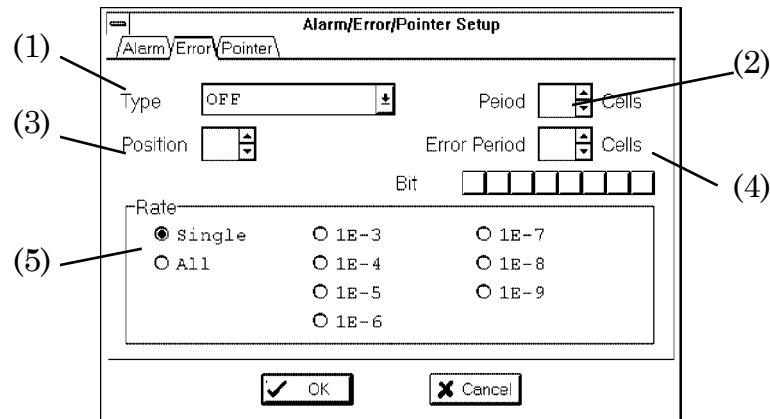 Alarm/Error/Pointer Setup
Alarm Error Pointer
(1)
(2)
Type OFF Peiod Cells
(3)
Position Error Period Cells
(4)
Bit
Rate
Single 1E-3 1E-7
(5)
All 1E-4 1E-8
1E-5 1E-9
1E-6
OK Cancel